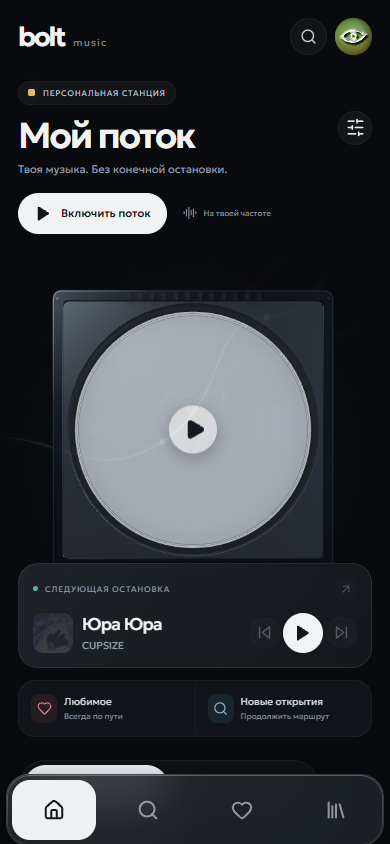 bolt music
ПЕРСОНАЛЬНАЯ СТАНЦИЯ
Мой поток
Твоя музыка. Без конечной остановки.
Включить поток
На твоей частоте
СЛЕДУЮЩАЯ ОСТАНОВКА
Юра Юра
CUPSIZE
Любимое
Всегда по пути
Новые открытия
Продолжить маршрут